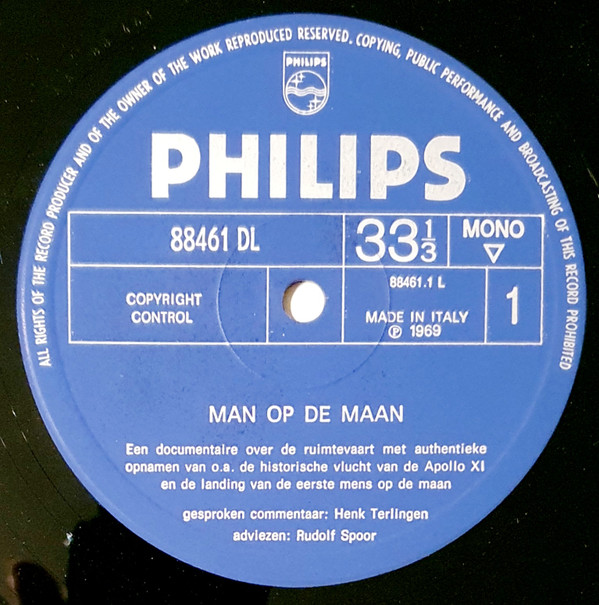 ALL RIGHTS OF THE RECORD PRODUCER AND OF THE OWNER OF THE WORK REPRODUCED RESERVED. COPYING, PUBLIC PERFORMANCE AND BROADCASTING OF THIS RECORD PROHIBITED
PHILIPS
PHILIPS
88461 DL
33 1/3
MONO
COPYRIGHT
CONTROL
88461.1 L
MADE IN ITALY
℗ 1969
1
MAN OP DE MAAN
Een documentaire over de ruimtevaart met authentieke
opnamen van o.a. de historische vlucht van de Apollo XI
en de landing van de eerste mens op de maan
gesproken commentaar: Henk Terlingen
adviezen: Rudolf Spoor